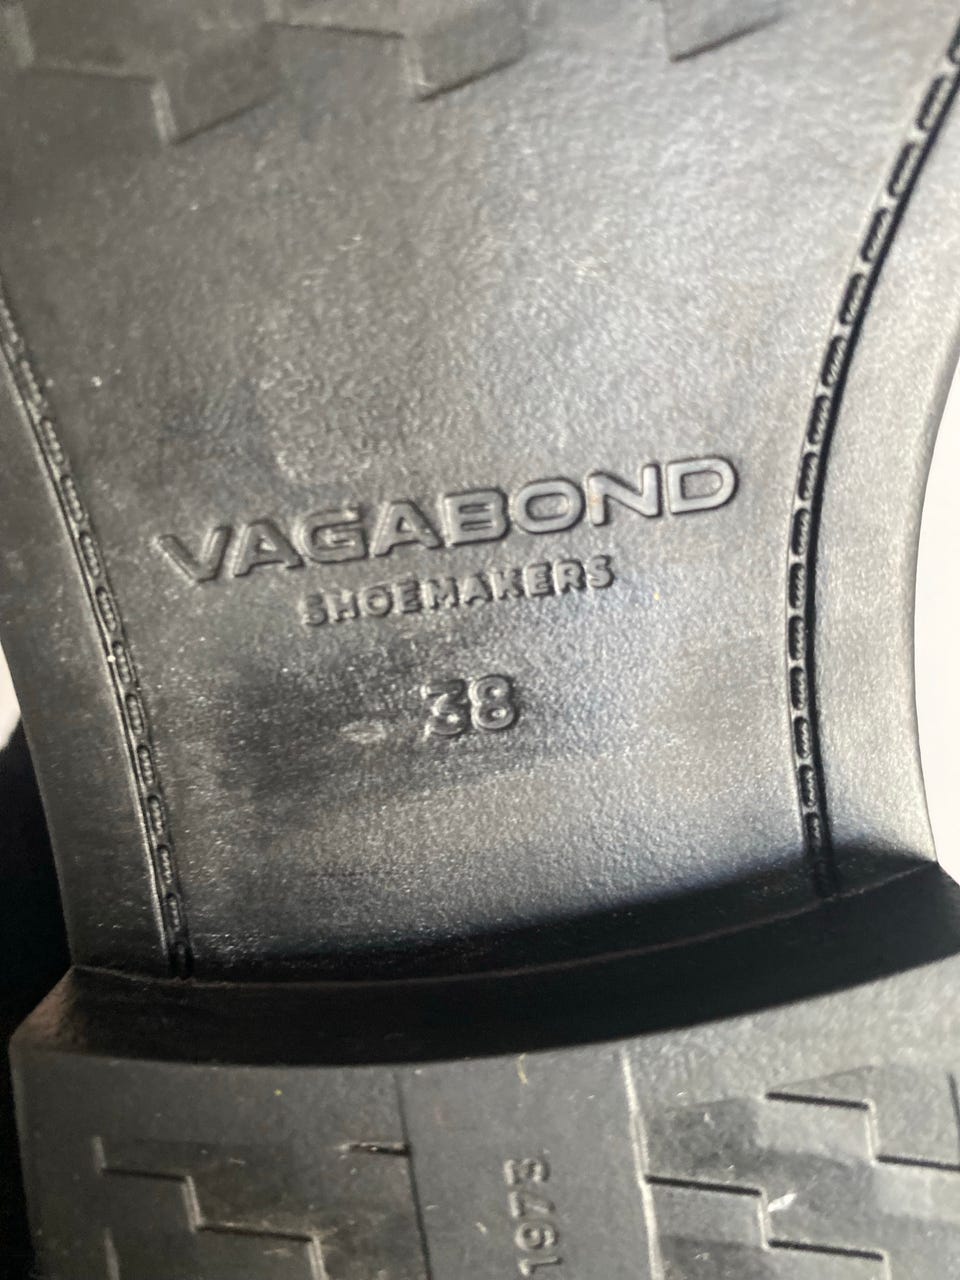 VAGABOND
SHOEMAKERS
38
1973